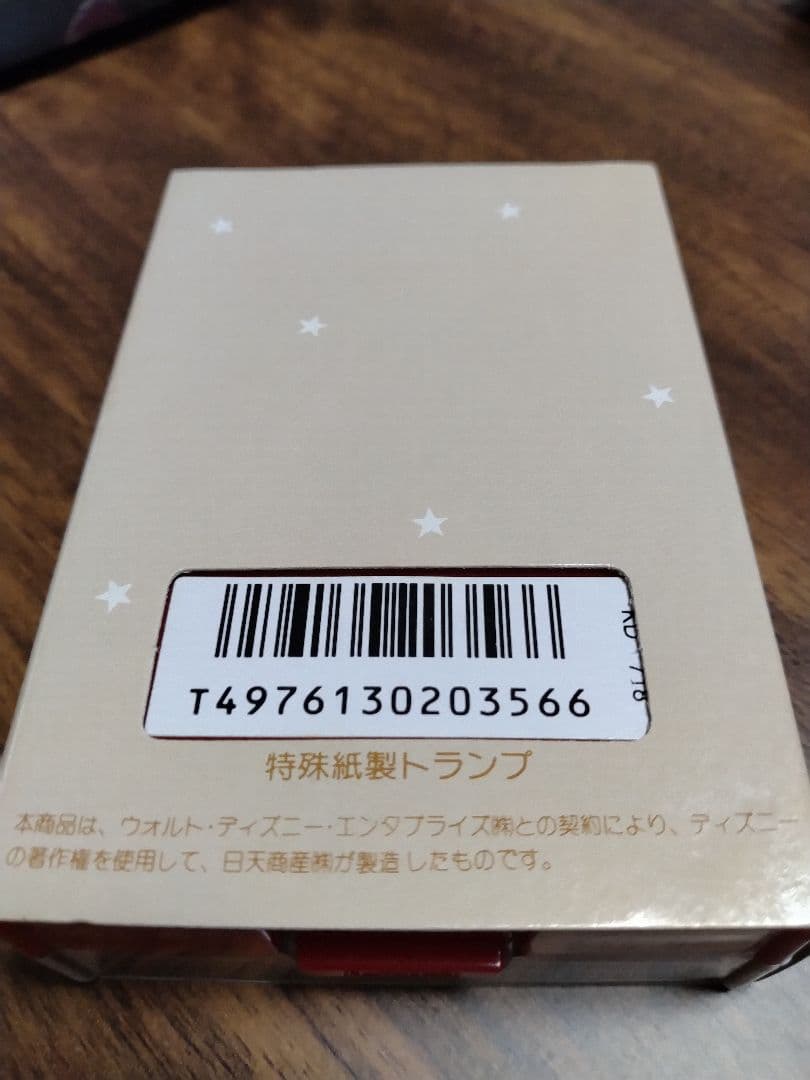 T4976130203566
RD 718
特殊紙製トランプ
本商品は、ウォルト・ディズニー・エンタプライズ㈱との契約により、ディズニー
の著作権を使用して、日天商産㈱が製造したものです。